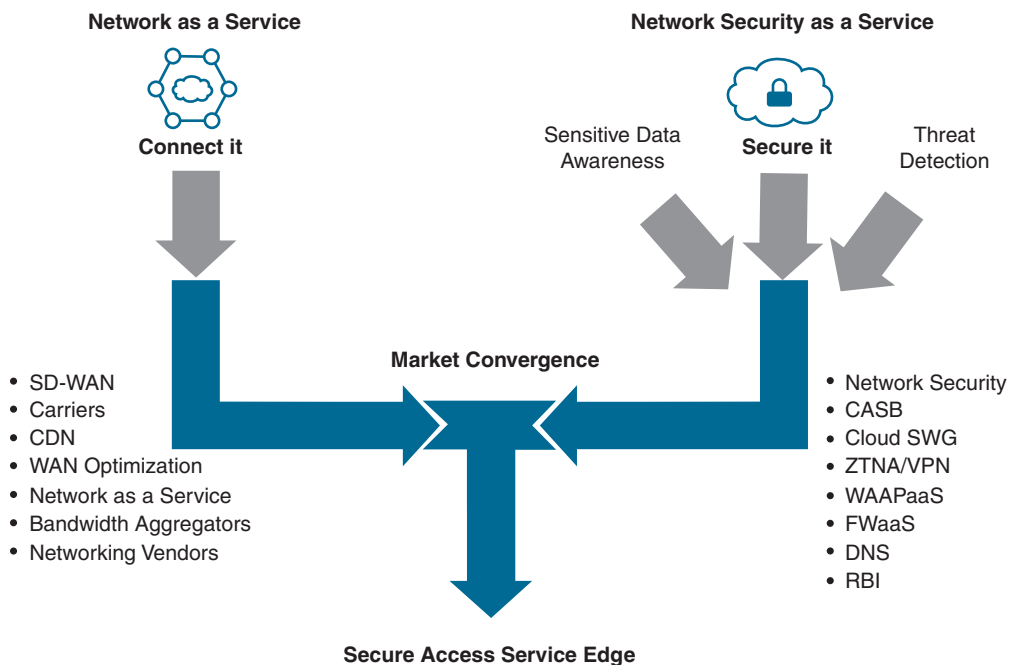 Network as a Service
Connect it
Network Security as a Service
Sensitive Data
Awareness
Secure it
Threat
Detection
Market Convergence
• SD-WAN
• Carriers
• CDN
• WAN Optimization
• Network as a Service
• Bandwidth Aggregators
• Networking Vendors
• Network Security
• CASB
• Cloud SWG
• ZTNA/VPN
• WAAPaaS
• FWaaS
• DNS
• RBI
Secure Access Service Edge